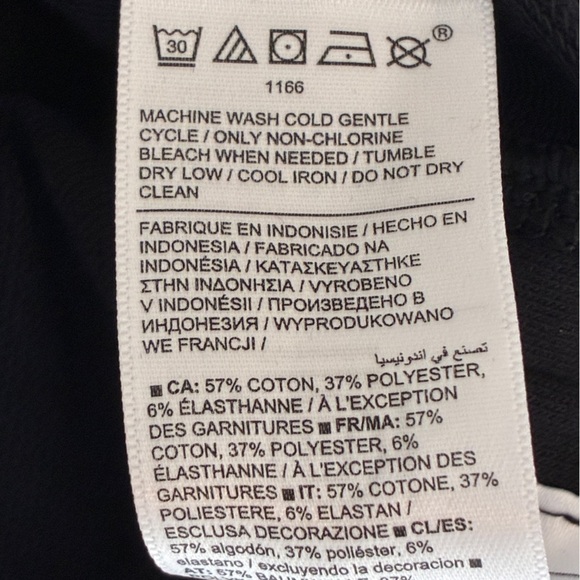 30 ®
1166
MACHINE WASH COLD GENTLE
CYCLE / ONLY NON-CHLORINE
BLEACH WHEN NEEDED / TUMBLE
DRY LOW / COOL IRON / DO NOT DRY
CLEAN
FABRIQUE EN INDONISIE / HECHO EN
INDONESIA / FABRICADO NA
INDONÉSIA / ΚΑΤΑΣΚΕΥΑΣΤΗΚΕ
ΣΤΗΝ ΙΝΔΟΝΗΣΙΑ / VYROBENO
V INDONÉSII / ПРОИЗВЕДЕНО В
ИНДОНЕЗИЯ / WYPRODUKOWANO
WE FRANCJI /
تصنع في اندونيسيا
CA: 57% COTON, 37% POLYESTER,
6% ÉLASTHANNE / À L'EXCEPTION
DES GARNITURES FR/MA: 57%
COTON, 37% POLYESTER, 6%
ÉLASTHANNE / À L'EXCEPTION DES
GARNITURES IT: 57% COTONE, 37%
POLIESTERE, 6% ELASTAN /
ESCLUSA DECORAZIONE CL/ES:
57% algodón, 37% poliéster, 6%
elastano / excluyendo la decoracion
AT: 57%